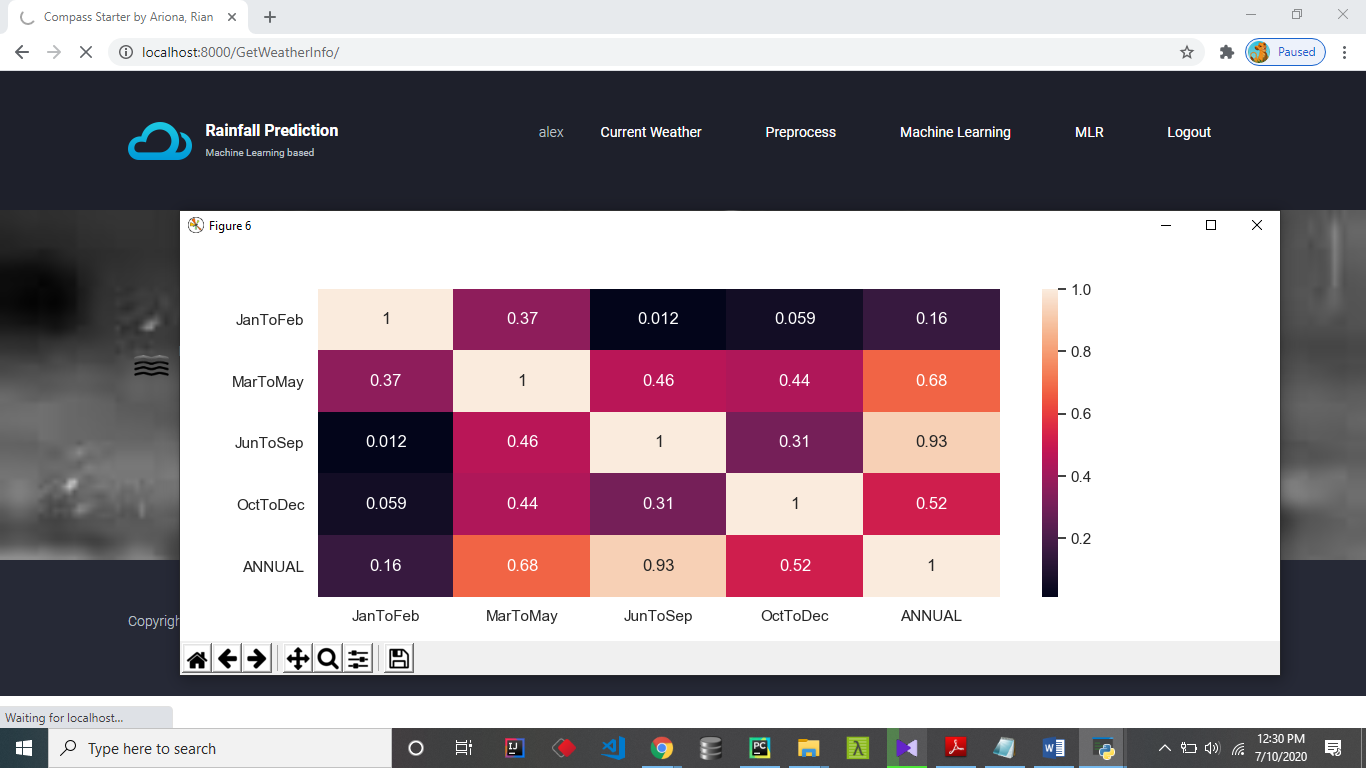 Compass Starter by Ariona, Rian
localhost:8000/GetWeatherInfo/
Paused
Rainfall Prediction
Machine Learning based
alex Current Weather Preprocess Machine Learning MLR Logout
Figure 6
JanToFeb 1 0.37 0.012 0.059 0.16
MarToMay 0.37 1 0.46 0.44 0.68
JunToSep 0.012 0.46 1 0.31 0.93
OctToDec 0.059 0.44 0.31 1 0.52
ANNUAL 0.16 0.68 0.93 0.52 1
JanToFeb MarToMay JunToSep OctToDec ANNUAL
1.0
0.8
0.6
0.4
0.2
Copyrigh
Waiting for localhost...
Type here to search
12:30 PM
7/10/2020